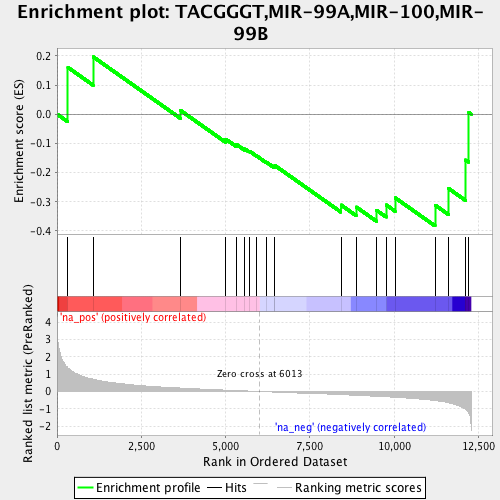 Enrichment plot: TACGGGT,MIR-99A,MIR-100,MIR-
99B
Enrichment score (ES)
0.2
0.1
0.0
-0.1
-0.2
-0.3
-0.4
'na_pos' (positively correlated)
Ranked list metric (PreRanked)
4
3
2
1
0
-1
-2
Zero cross at 6013
'na_neg' (negatively correlated)
0
2,500
5,000
7,500
10,000
12,500
Rank in Ordered Dataset
Enrichment profile
Hits
Ranking metric scores